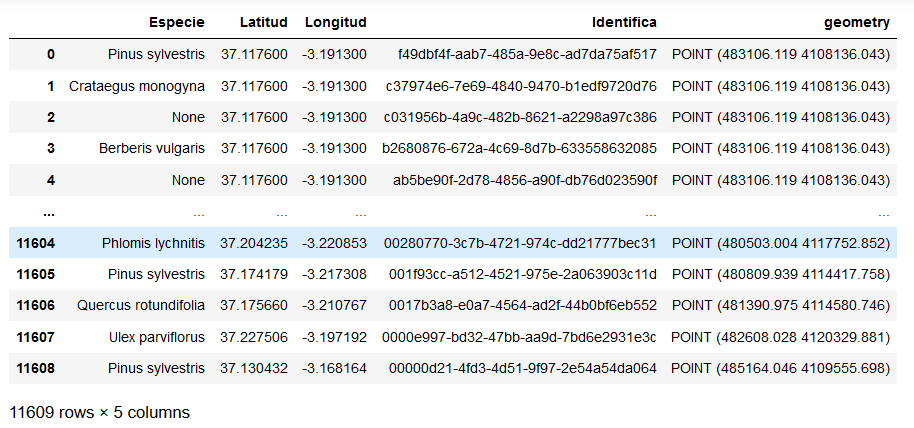 Especie Latitud Longitud Identifica geometry
0 Pinus sylvestris 37.117600 -3.191300 f49dbf4f-aab7-485a-9e8c-ad7da75af517 POINT (483106.119 4108136.043)
1 Crataegus monogyna 37.117600 -3.191300 c37974e6-7e69-4840-9470-b1edf9720d76 POINT (483106.119 4108136.043)
2 None 37.117600 -3.191300 c031956b-4a9c-482b-8621-a2298a97c386 POINT (483106.119 4108136.043)
3 Berberis vulgaris 37.117600 -3.191300 b2680876-672a-4c69-8d7b-633558632085 POINT (483106.119 4108136.043)
4 None 37.117600 -3.191300 ab5be90f-2d78-4856-a90f-db76d023590f POINT (483106.119 4108136.043)
... ... ... ... ... ...
11604 Phlomis lychnitis 37.204235 -3.220853 00280770-3c7b-4721-974c-dd21777bec31 POINT (480503.004 4117752.852)
11605 Pinus sylvestris 37.174179 -3.217308 001f93cc-a512-4521-975e-2a063903c11d POINT (480809.939 4114417.758)
11606 Quercus rotundifolia 37.175660 -3.210767 0017b3a8-e0a7-4564-ad2f-44b0bf6eb552 POINT (481390.975 4114580.746)
11607 Ulex parviflorus 37.227506 -3.197192 0000e997-bd32-47bb-aa9d-7bd6e2931e3c POINT (482608.028 4120329.881)
11608 Pinus sylvestris 37.130432 -3.168164 00000d21-4fd3-4d51-9f97-2e54a54da064 POINT (485164.046 4109555.698)
11609 rows × 5 columns